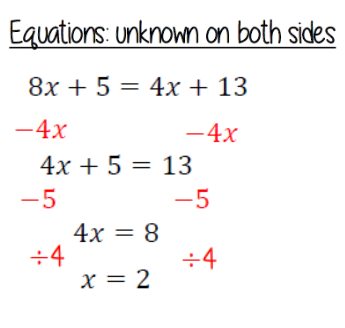 Equations: unknown on both sides
8x + 5 = 4x + 13
−4x −4x
4x + 5 = 13
−5 −5
4x = 8
÷4 ÷4
x = 2